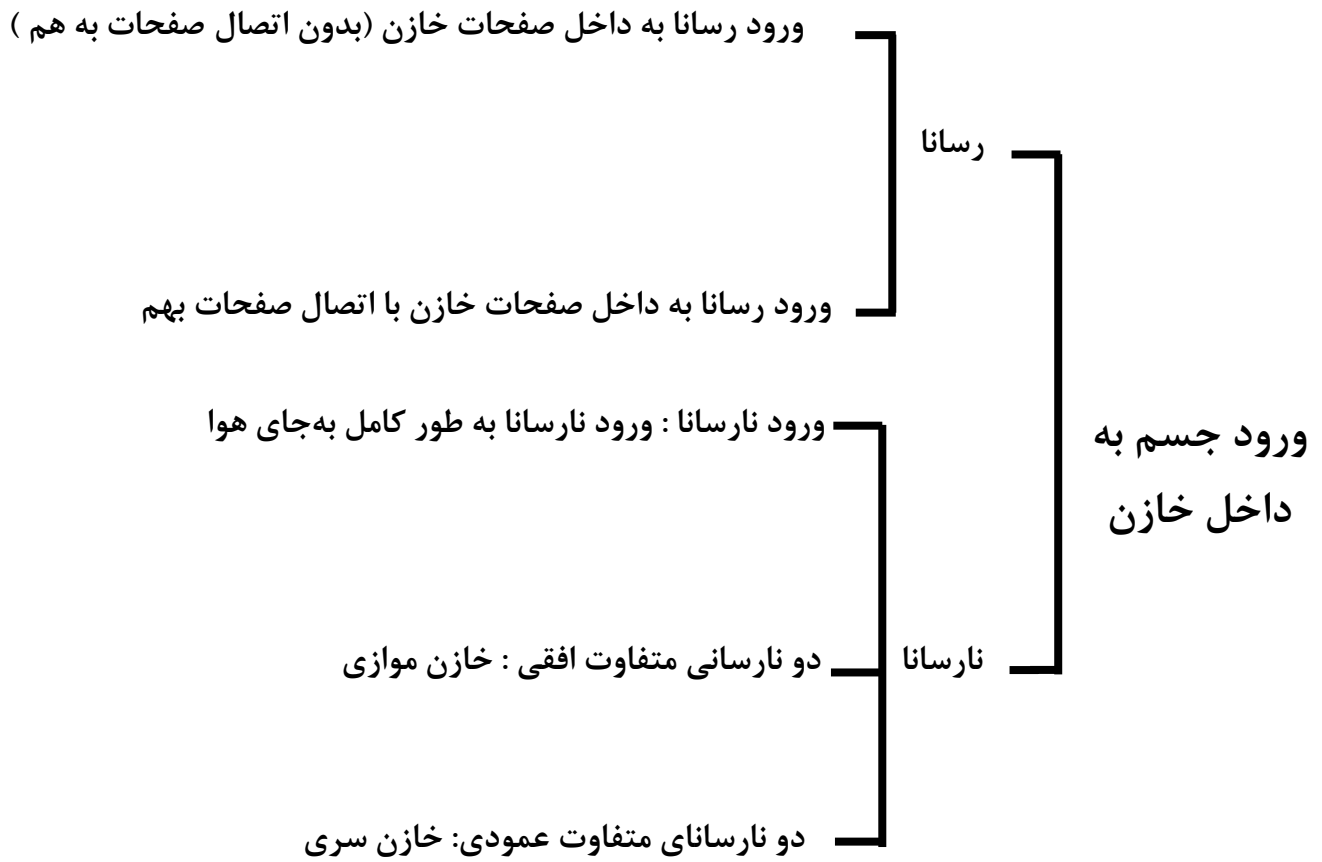 ورود رسانا به داخل صفحات خازن (بدون اتصال صفحات به هم )
رسانا
ورود رسانا به داخل صفحات خازن با اتصال صفحات بهم
ورود نارسانا : ورود نارسانا به طور کامل به‌جای هوا
ورود جسم به
داخل خازن
نارسانا
دو نارسانی متفاوت افقی : خازن موازی
دو نارسانای متفاوت عمودی: خازن سری